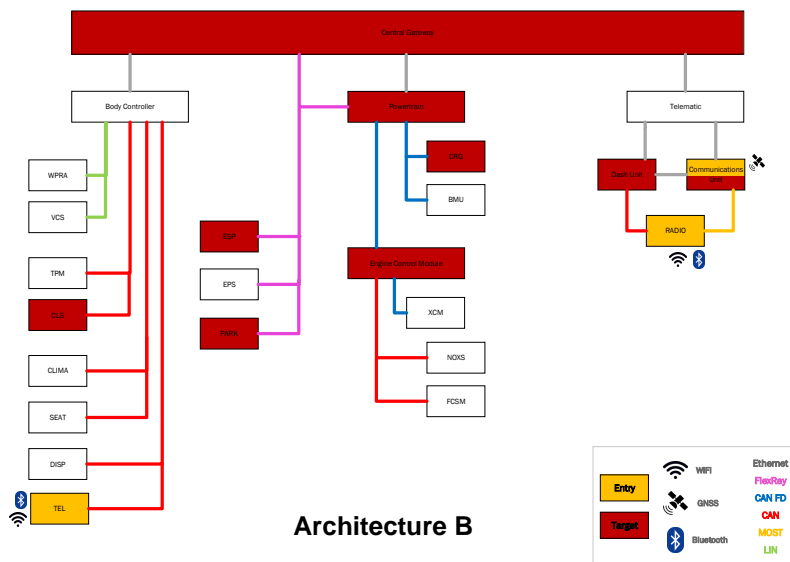 Central Gateway
Body Controller
Powertrain
Telematic
WPRA
VCS
TPM
CLS
CLIMA
SEAT
DISP
TEL
ESP
EPS
PARK
CRG
BMU
Engine Control Module
XCM
NOXS
FCSM
Dash Unit
Communications
Unit
RADIO
Architecture B
Entry
Target
WIFI
GNSS
Bluetooth
Ethernet
FlexRay
CAN FD
CAN
MOST
LIN